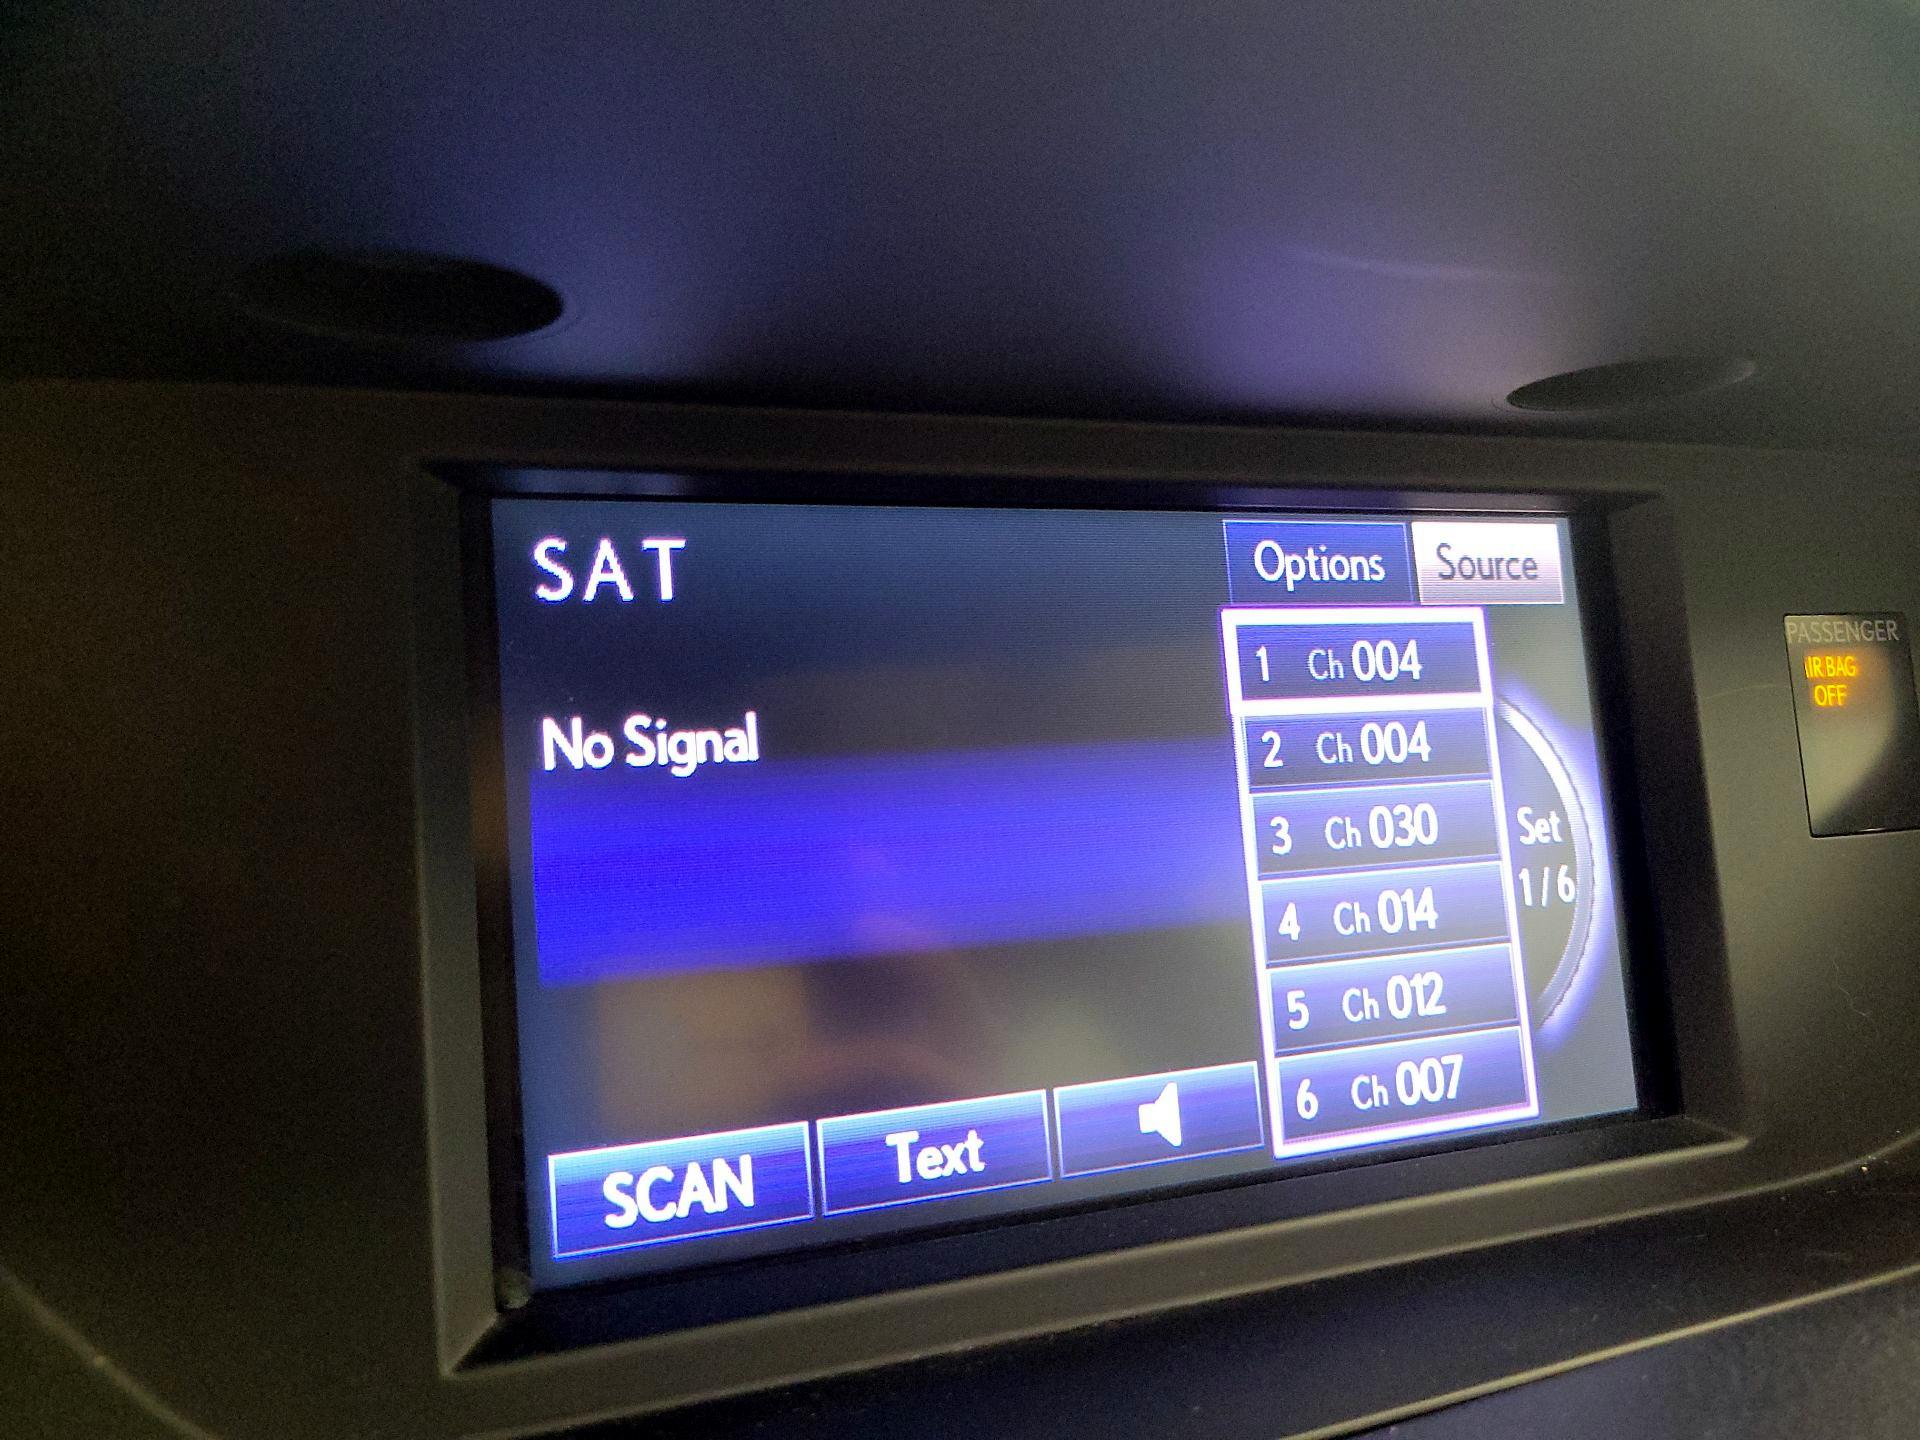 SAT
Options
Source
No Signal
1 Ch 004
2 Ch 004
3 Ch 030
4 Ch 014
5 Ch 012
6 Ch 007
Set
1/6
SCAN
Text
PASSENGER
AIR BAG
OFF